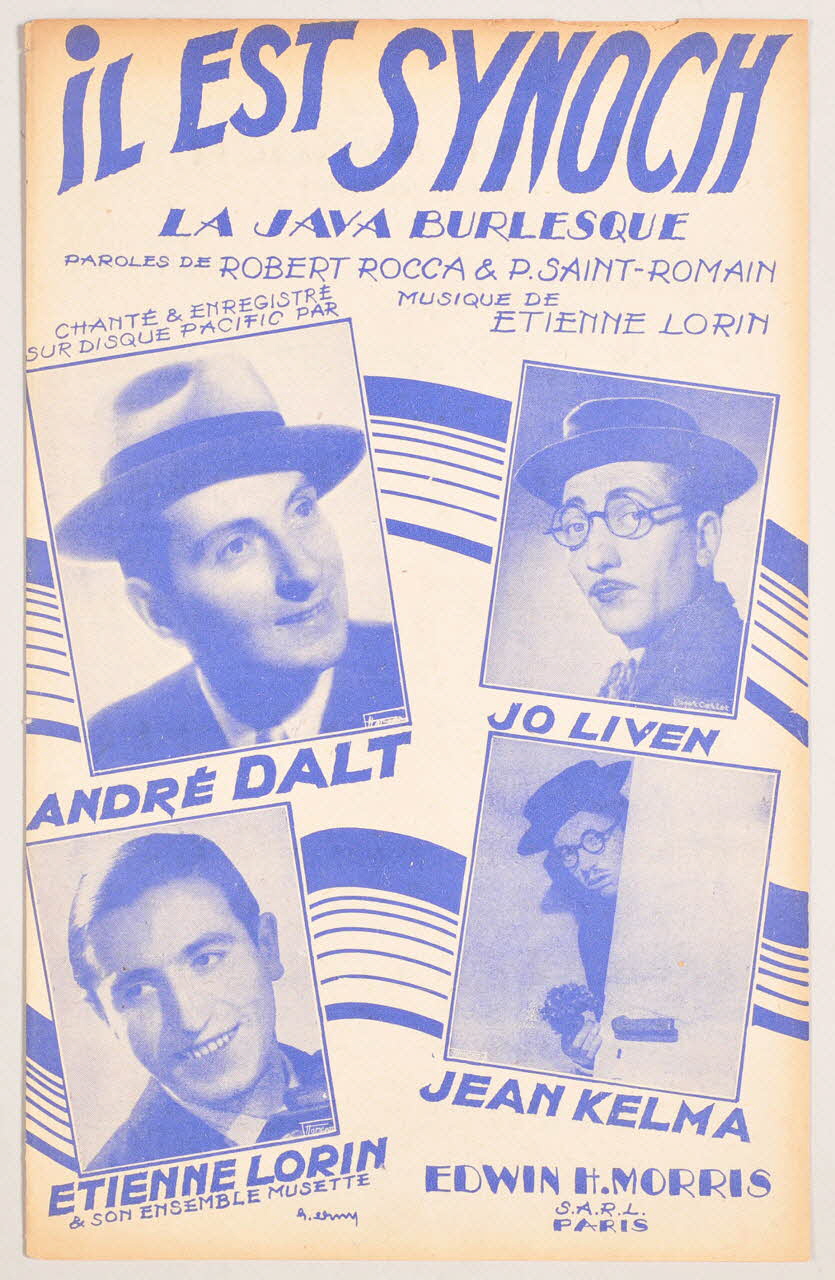 iL EST SYNOCH
LA JAVA BURLESQUE
PAROLES DE ROBERT ROCCA & P. SAINT-ROMAIN
MUSIQUE DE
ETIENNE LORIN
CHANTÉ & ENREGISTRÉ
SUR DISQUE PACIFIC PAR
ANDRÉ DALT
JO LIVEN
ETIENNE LORIN
& SON ENSEMBLE MUSETTE
JEAN KELMA
EDWIN H. MORRIS
S.A.R.L.
PARIS